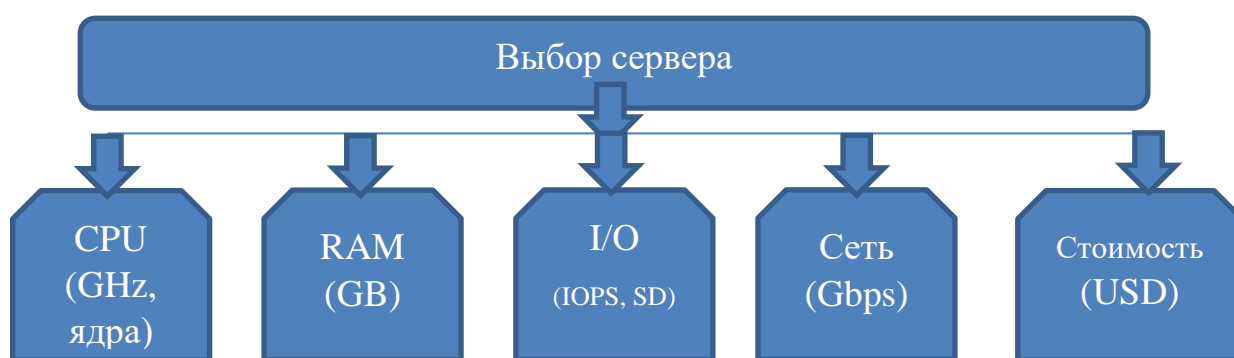 Выбор сервера
CPU
(GHz,
ядра)
RAM
(GB)
I/O
(IOPS, SD)
Сеть
(Gbps)
Стоимость
(USD)